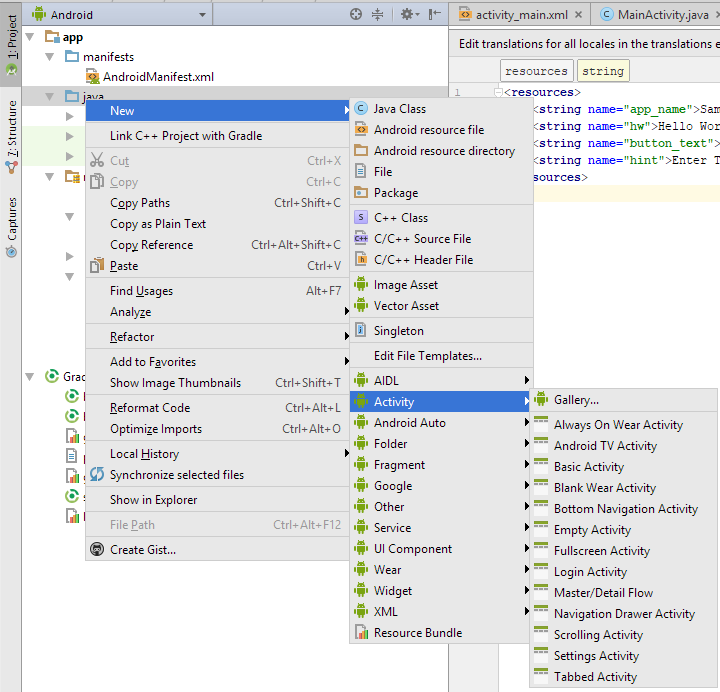 Android
activity_main.xml
MainActivity.java
1: Project
7: Structure
Captures
app
manifests
AndroidManifest.xml
java
Edit translations for all locales in the translations e
resources
string
1
<resources>
<string name="app_name">Sam
<string name="hw">Hello Wor
<string name="button_text">
<string name="hint">Enter T
sources>
New
Link C++ Project with Gradle
Cut Ctrl+X
Copy Ctrl+C
Copy Paths Ctrl+Shift+C
Copy as Plain Text
Copy Reference Ctrl+Alt+Shift+C
Paste Ctrl+V
Find Usages Alt+F7
Analyze
Refactor
Add to Favorites
Show Image Thumbnails Ctrl+Shift+T
Reformat Code Ctrl+Alt+L
Optimize Imports Ctrl+Alt+O
Local History
Synchronize selected files
Show in Explorer
File Path Ctrl+Alt+F12
Create Gist...
Grad
Java Class
Android resource file
Android resource directory
File
Package
C++ Class
C/C++ Source File
C/C++ Header File
Image Asset
Vector Asset
Singleton
Edit File Templates...
AIDL
Activity
Android Auto
Folder
Fragment
Google
Other
Service
UI Component
Wear
Widget
XML
Resource Bundle
Gallery...
Always On Wear Activity
Android TV Activity
Basic Activity
Blank Wear Activity
Bottom Navigation Activity
Empty Activity
Fullscreen Activity
Login Activity
Master/Detail Flow
Navigation Drawer Activity
Scrolling Activity
Settings Activity
Tabbed Activity